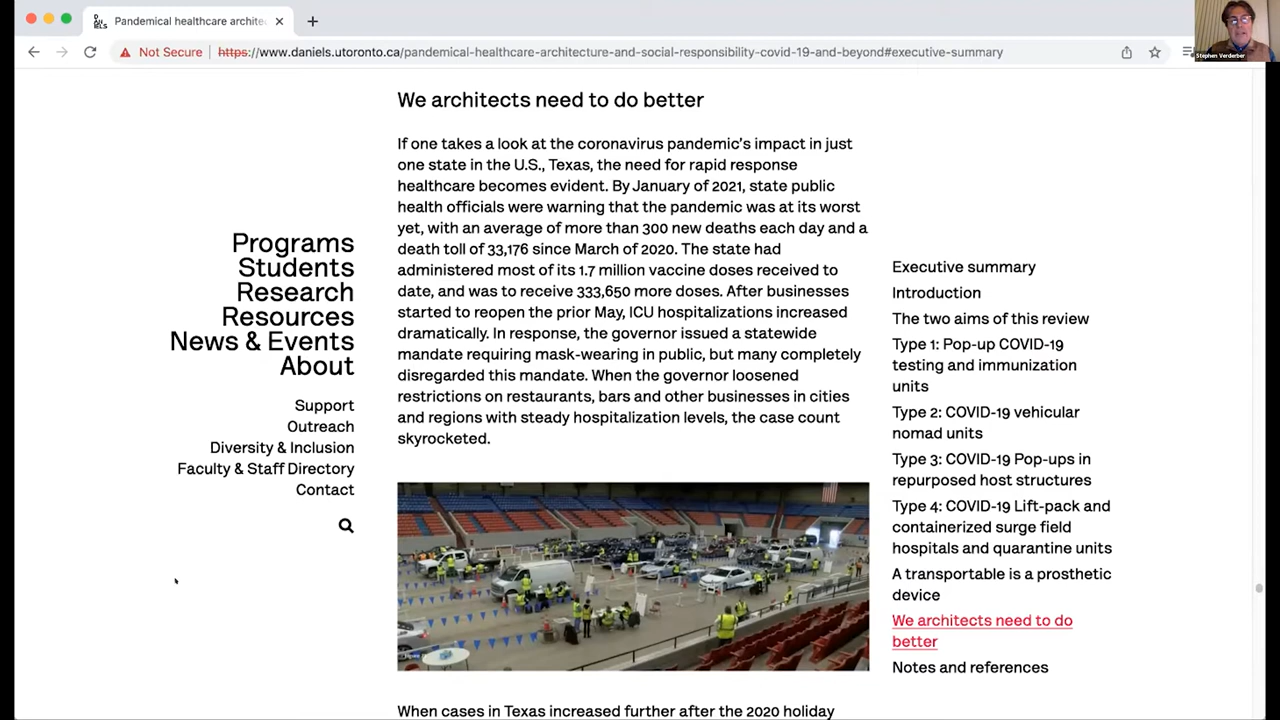 Pandemical healthcare archite
Not Secure
https://www.daniels.utoronto.ca/pandemical-healthcare-architecture-and-social-responsibility-covid-19-and-beyond#executive-summary
Stephen Verderber
We architects need to do better
If one takes a look at the coronavirus pandemic's impact in just
one state in the U.S., Texas, the need for rapid response
healthcare becomes evident. By January of 2021, state public
health officials were warning that the pandemic was at its worst
yet, with an average of more than 300 new deaths each day and a
death toll of 33,176 since March of 2020. The state had
administered most of its 1.7 million vaccine doses received to
date, and was to receive 333,650 more doses. After businesses
started to reopen the prior May, ICU hospitalizations increased
dramatically. In response, the governor issued a statewide
mandate requiring mask-wearing in public, but many completely
disregarded this mandate. When the governor loosened
restrictions on restaurants, bars and other businesses in cities
and regions with steady hospitalization levels, the case count
skyrocketed.
When cases in Texas increased further after the 2020 holiday
Programs
Students
Research
Resources
News & Events
About
Support
Outreach
Diversity & Inclusion
Faculty & Staff Directory
Contact
Executive summary
Introduction
The two aims of this review
Type 1: Pop-up COVID-19
testing and immunization
units
Type 2: COVID-19 vehicular
nomad units
Type 3: COVID-19 Pop-ups in
repurposed host structures
Type 4: COVID-19 Lift-pack and
containerized surge field
hospitals and quarantine units
A transportable is a prosthetic
device
We architects need to do
better
Notes and references